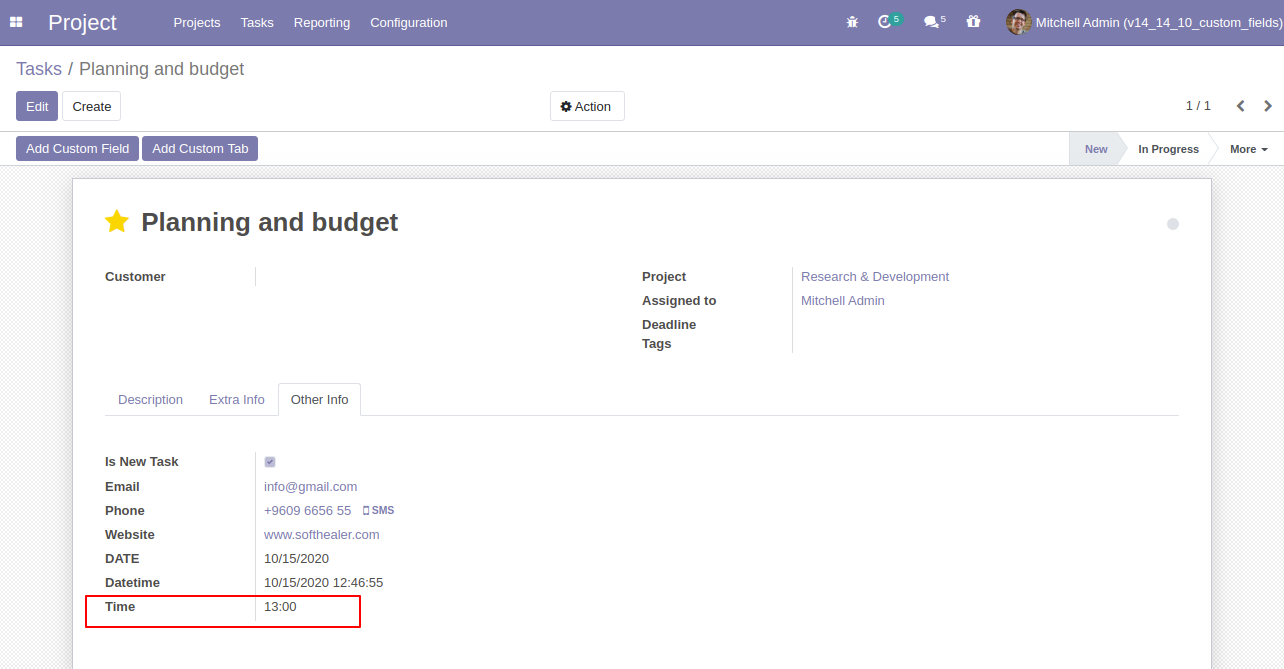 Project Projects Tasks Reporting Configuration 5 5 Mitchell Admin (v14_14_10_custom_fields)
Tasks / Planning and budget
Edit Create Action 1 / 1
Add Custom Field Add Custom Tab New In Progress More
Planning and budget
Customer Project Research & Development
Assigned to Mitchell Admin
Deadline
Tags
Description Extra Info Other Info
Is New Task
Email info@gmail.com
Phone +9609 6656 55 SMS
Website www.softhealer.com
DATE 10/15/2020
Datetime 10/15/2020 12:46:55
Time 13:00